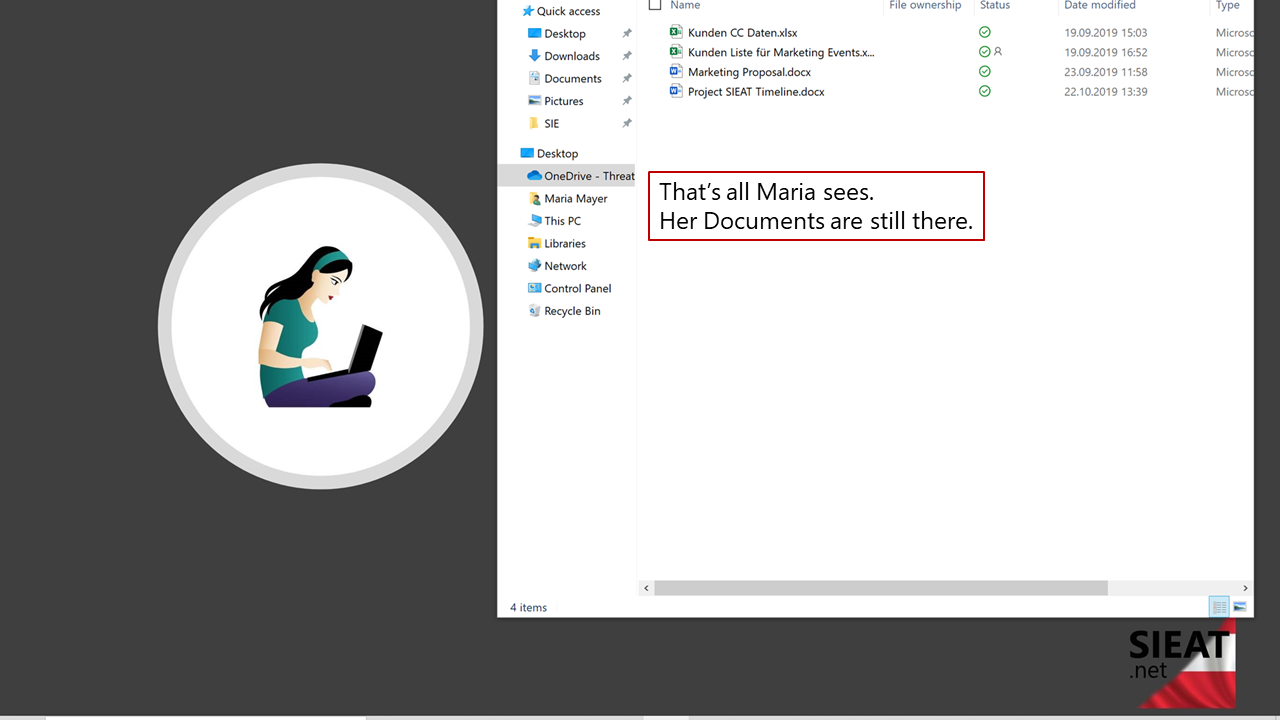 Quick access
Desktop
Downloads
Documents
Pictures
SIE
Desktop
OneDrive - Threat
Maria Mayer
This PC
Libraries
Network
Control Panel
Recycle Bin
Name File ownership Status Date modified Type
Kunden CC Daten.xlsx 19.09.2019 15:03 Microsc
Kunden Liste für Marketing Events.x... 19.09.2019 16:52 Microsc
Marketing Proposal.docx 23.09.2019 11:58 Microsc
Project SIEAT Timeline.docx 22.10.2019 13:39 Microsc
That's all Maria sees.
Her Documents are still there.
4 items
SIEAT
.net